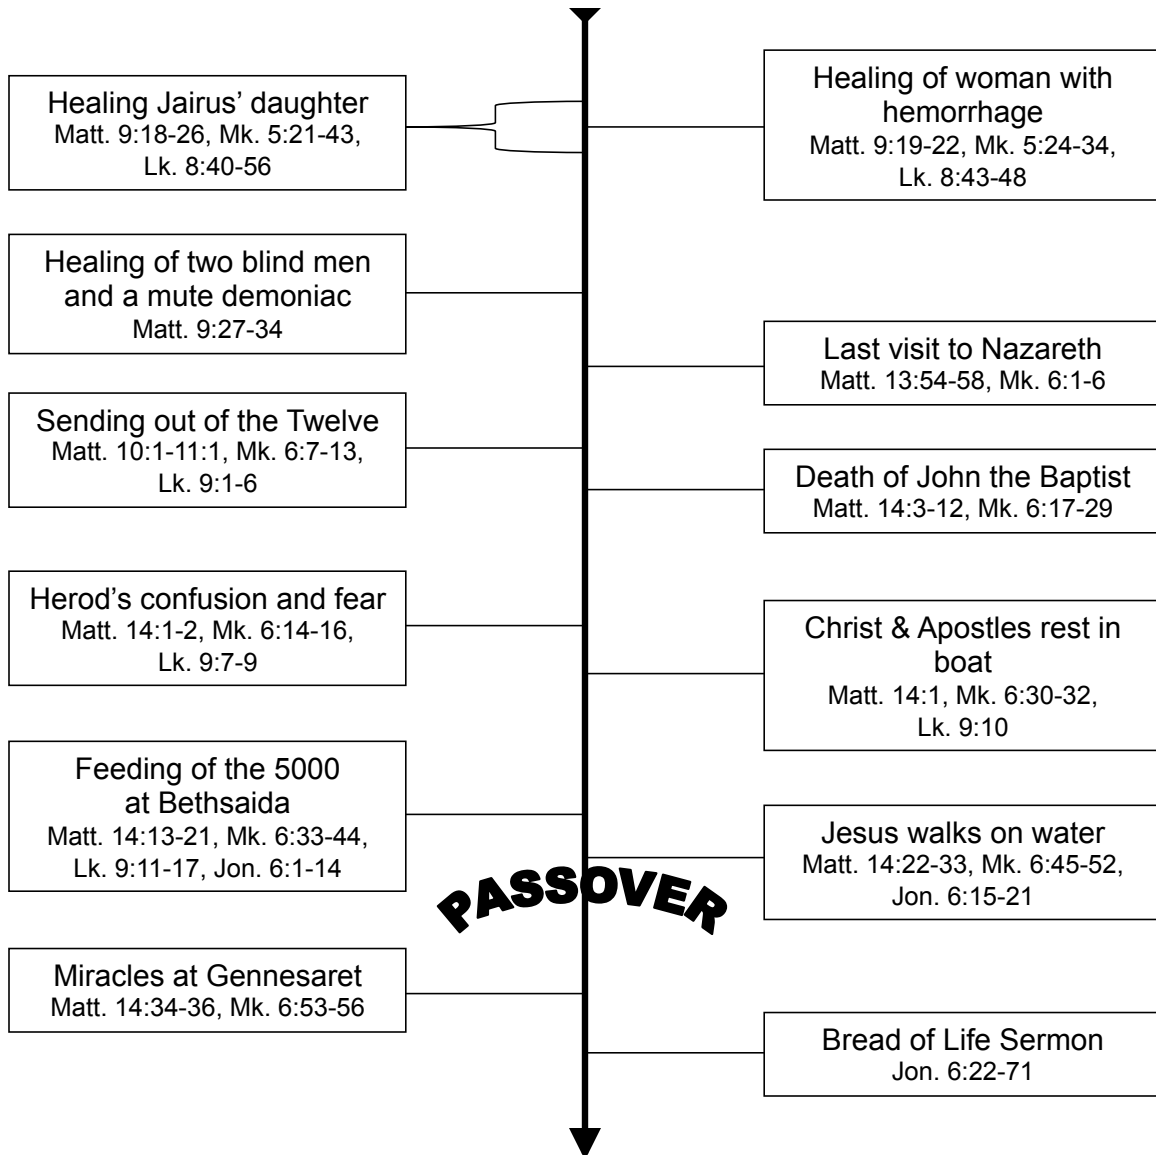 Healing Jairus’ daughter
Matt. 9:18-26, Mk. 5:21-43,
Lk. 8:40-56
Healing of woman with
hemorrhage
Matt. 9:19-22, Mk. 5:24-34,
Lk. 8:43-48
Healing of two blind men
and a mute demoniac
Matt. 9:27-34
Last visit to Nazareth
Matt. 13:54-58, Mk. 6:1-6
Sending out of the Twelve
Matt. 10:1-11:1, Mk. 6:7-13,
Lk. 9:1-6
Death of John the Baptist
Matt. 14:3-12, Mk. 6:17-29
Herod’s confusion and fear
Matt. 14:1-2, Mk. 6:14-16,
Lk. 9:7-9
Christ & Apostles rest in
boat
Matt. 14:1, Mk. 6:30-32,
Lk. 9:10
Feeding of the 5000
at Bethsaida
Matt. 14:13-21, Mk. 6:33-44,
Lk. 9:11-17, Jon. 6:1-14
Jesus walks on water
Matt. 14:22-33, Mk. 6:45-52,
Jon. 6:15-21
PASSOVER
Miracles at Gennesaret
Matt. 14:34-36, Mk. 6:53-56
Bread of Life Sermon
Jon. 6:22-71